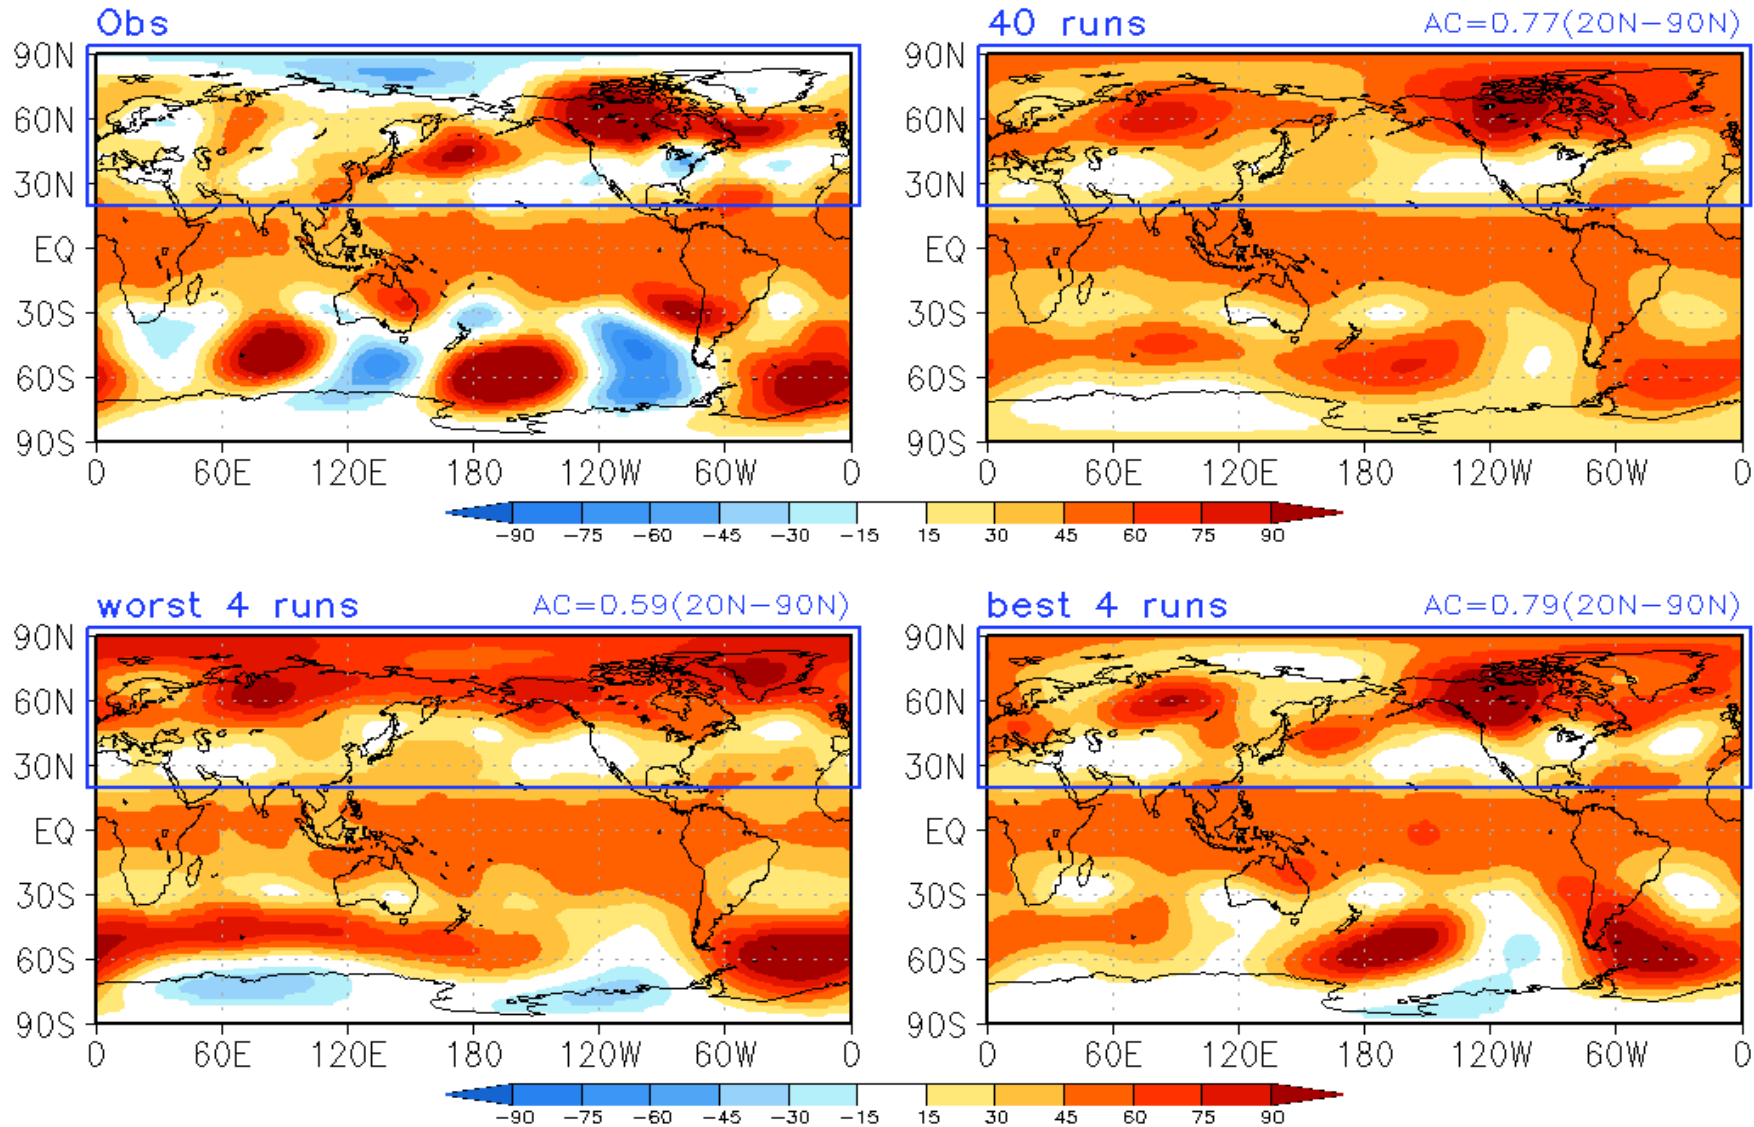 Obs
40 runs AC=0.77(20N−90N)
90N 90N
60N 60N
30N 30N
EQ EQ
30S 30S
60S 60S
90S 90S
0 60E 120E 180 120W 60W 0 0 60E 120E 180 120W 60W 0
−90 −75 −60 −45 −30 −15 15 30 45 60 75 90
worst 4 runs AC=0.59(20N−90N)
best 4 runs AC=0.79(20N−90N)
90N 90N
60N 60N
30N 30N
EQ EQ
30S 30S
60S 60S
90S 90S
0 60E 120E 180 120W 60W 0 0 60E 120E 180 120W 60W 0
−90 −75 −60 −45 −30 −15 15 30 45 60 75 90